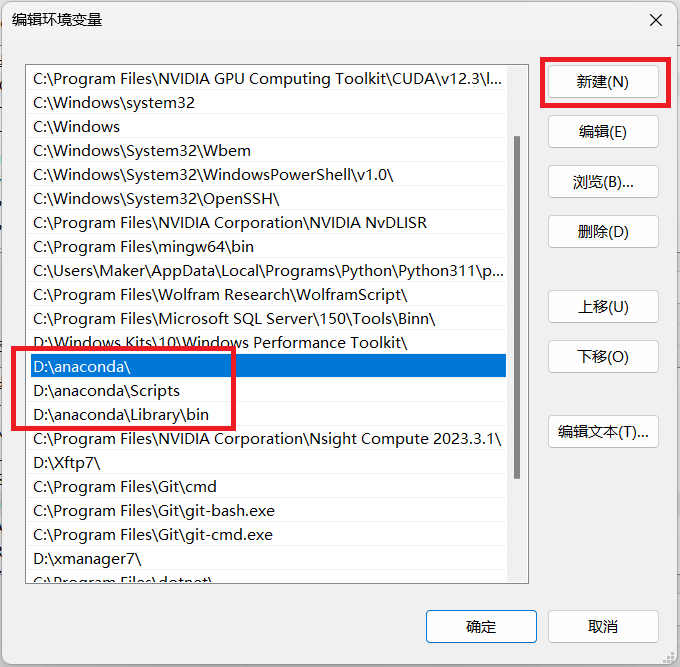 编辑环境变量
C:\Program Files\NVIDIA GPU Computing Toolkit\CUDA\v12.3\l...
C:\Windows\system32
C:\Windows
C:\Windows\System32\Wbem
C:\Windows\System32\WindowsPowerShell\v1.0\
C:\Windows\System32\OpenSSH\
C:\Program Files\NVIDIA Corporation\NVIDIA NvDLISR
C:\Program Files\mingw64\bin
C:\Users\Maker\AppData\Local\Programs\Python\Python311\p...
C:\Program Files\Wolfram Research\WolframScript\
C:\Program Files\Microsoft SQL Server\150\Tools\Binn\
D:\Windows Kits\10\Windows Performance Toolkit\
D:\anaconda\
D:\anaconda\Scripts
D:\anaconda\Library\bin
C:\Program Files\NVIDIA Corporation\Nsight Compute 2023.3.1\
D:\Xftp7\
C:\Program Files\Git\cmd
C:\Program Files\Git\git-bash.exe
C:\Program Files\Git\git-cmd.exe
D:\xmanager7\
C:\Program Files\dotnet\
新建(N)
编辑(E)
浏览(B)...
删除(D)
上移(U)
下移(O)
编辑文本(T)...
确定
取消